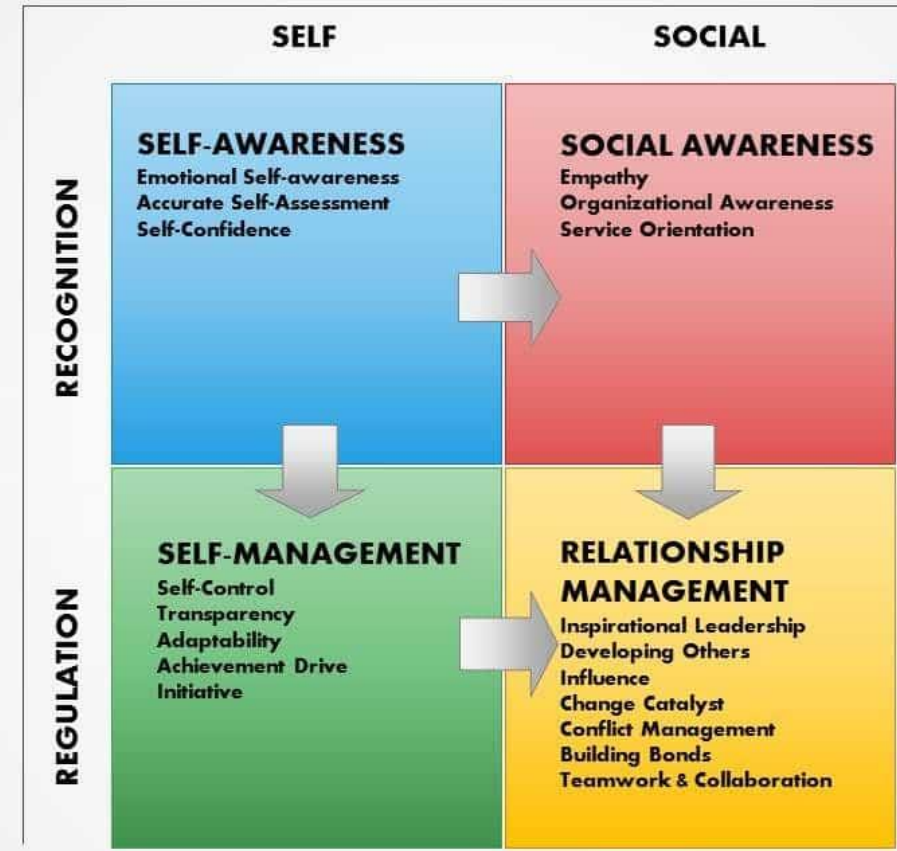 SELF
SOCIAL
RECOGNITION
SELF-AWARENESS
Emotional Self-awareness
Accurate Self-Assessment
Self-Confidence
SOCIAL AWARENESS
Empathy
Organizational Awareness
Service Orientation
REGULATION
SELF-MANAGEMENT
Self-Control
Transparency
Adaptability
Achievement Drive
Initiative
RELATIONSHIP
MANAGEMENT
Inspirational Leadership
Developing Others
Influence
Change Catalyst
Conflict Management
Building Bonds
Teamwork & Collaboration